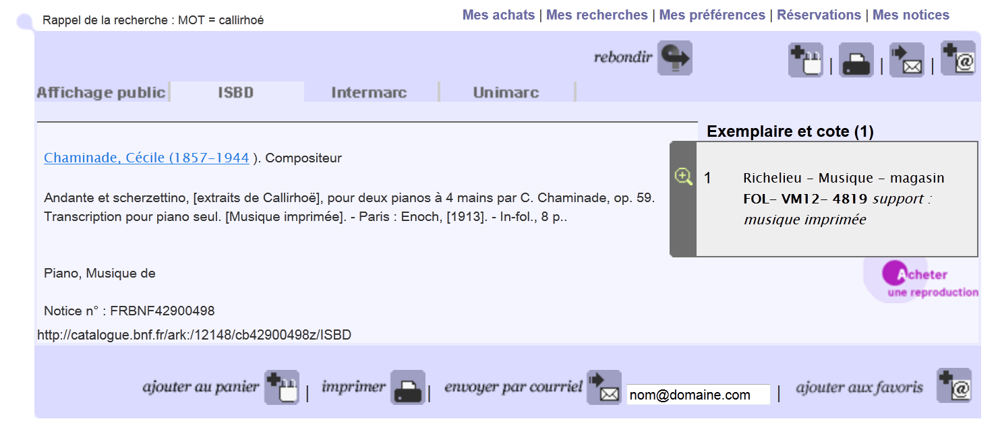 Rappel de la recherche : MOT = callirhoé
Mes achats | Mes recherches | Mes préférences | Réservations | Mes notices
rebondir
Affichage public
ISBD
Intermarc
Unimarc
Chaminade, Cécile (1857-1944 ). Compositeur
Andante et scherzettino, [extraits de Callirhoë], pour deux pianos à 4 mains par C. Chaminade, op. 59.
Transcription pour piano seul. [Musique imprimée]. - Paris : Enoch, [1913]. - In-fol., 8 p..
Piano, Musique de
Notice n° : FRBNF42900498
http://catalogue.bnf.fr/ark:/12148/cb42900498z/ISBD
Exemplaire et cote (1)
1 Richelieu - Musique - magasin
FOL- VM12- 4819 support :
musique imprimée
Acheter
une reproduction
ajouter au panier | imprimer | envoyer par courriel nom@domaine.com | ajouter aux favoris